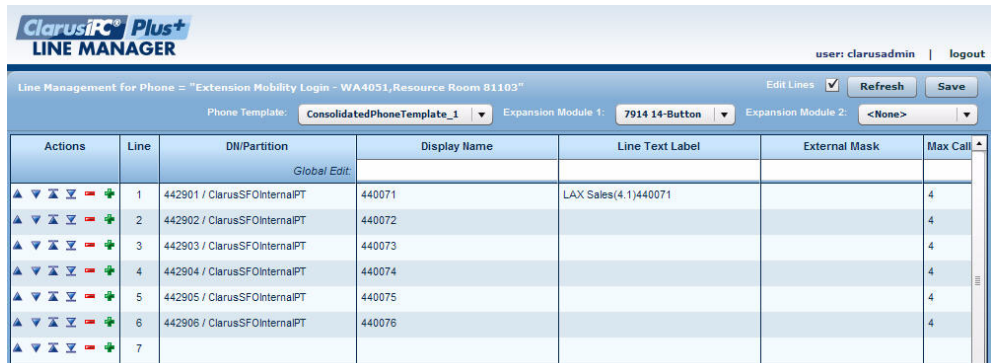 ClarusIPC® Plus+
LINE MANAGER
user: clarusadmin | logout
Line Management for Phone = "Extension Mobility Login - WA4051,Resource Room 81103"
Edit Lines Refresh Save
Phone Template: ConsolidatedPhoneTemplate_1 Expansion Module 1: 7914 14-Button Expansion Module 2: <None>
Actions Line DN/Partition Display Name Line Text Label External Mask Max Call
Global Edit:
1 442901 / ClarusSFOInternalPT 440071 LAX Sales(4.1)440071 4
2 442902 / ClarusSFOInternalPT 440072 4
3 442903 / ClarusSFOInternalPT 440073 4
4 442904 / ClarusSFOInternalPT 440074 4
5 442905 / ClarusSFOInternalPT 440075 4
6 442906 / ClarusSFOInternalPT 440076 4
7